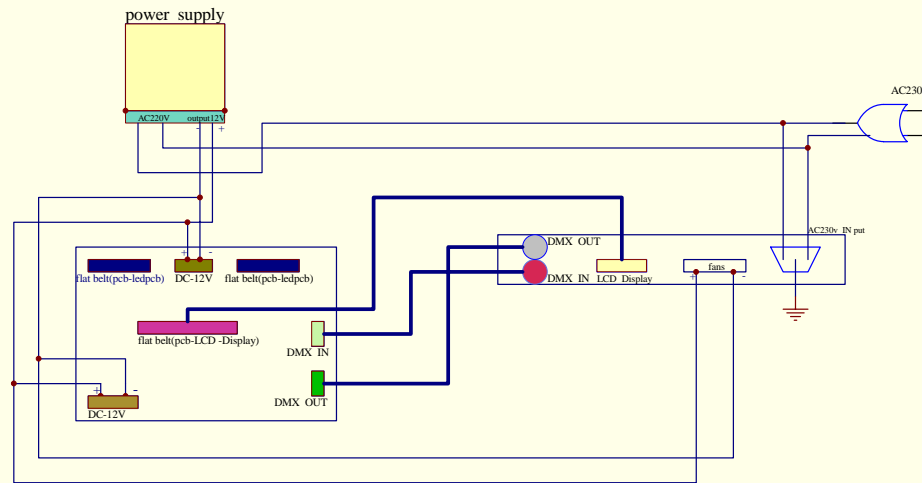 power supply
AC220V output12V
- +
AC230
AC230v IN put
DMX OUT
DMX IN
LCD Display
fans
+ -
+ -
flat belt(pcb-ledpcb)
DC-12V
flat belt(pcb-ledpcb)
flat belt(pcb-LCD -Display)
DMX IN
DMX OUT
+ -
DC-12V